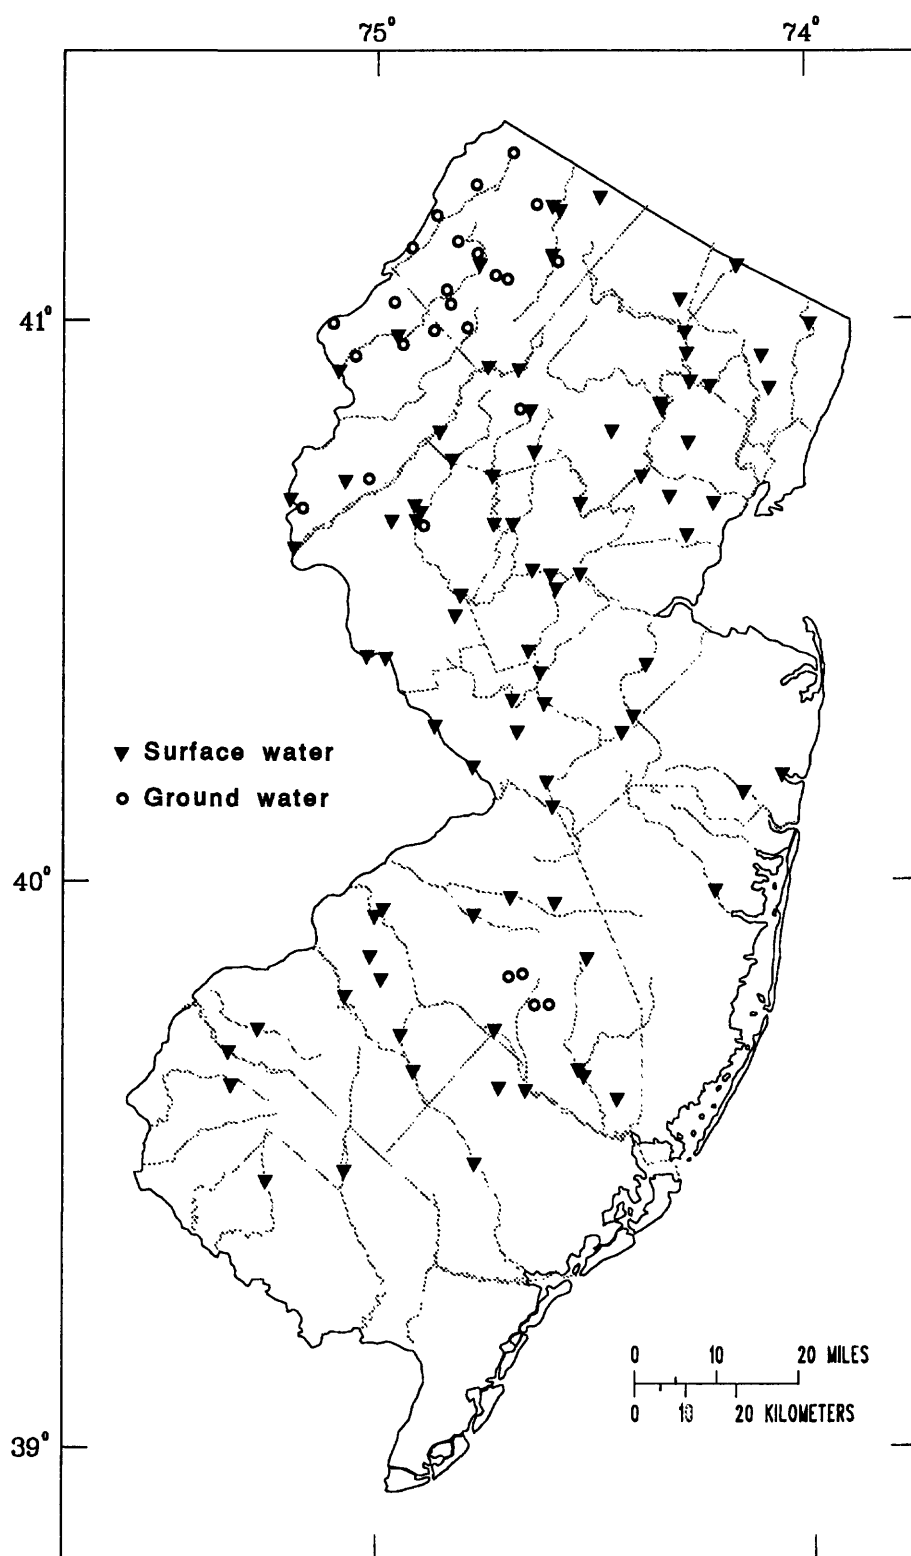 75° 74°
41°
▼ Surface water
○ Ground water
40°
0 10 20 MILES
0 10 20 KILOMETERS
39°